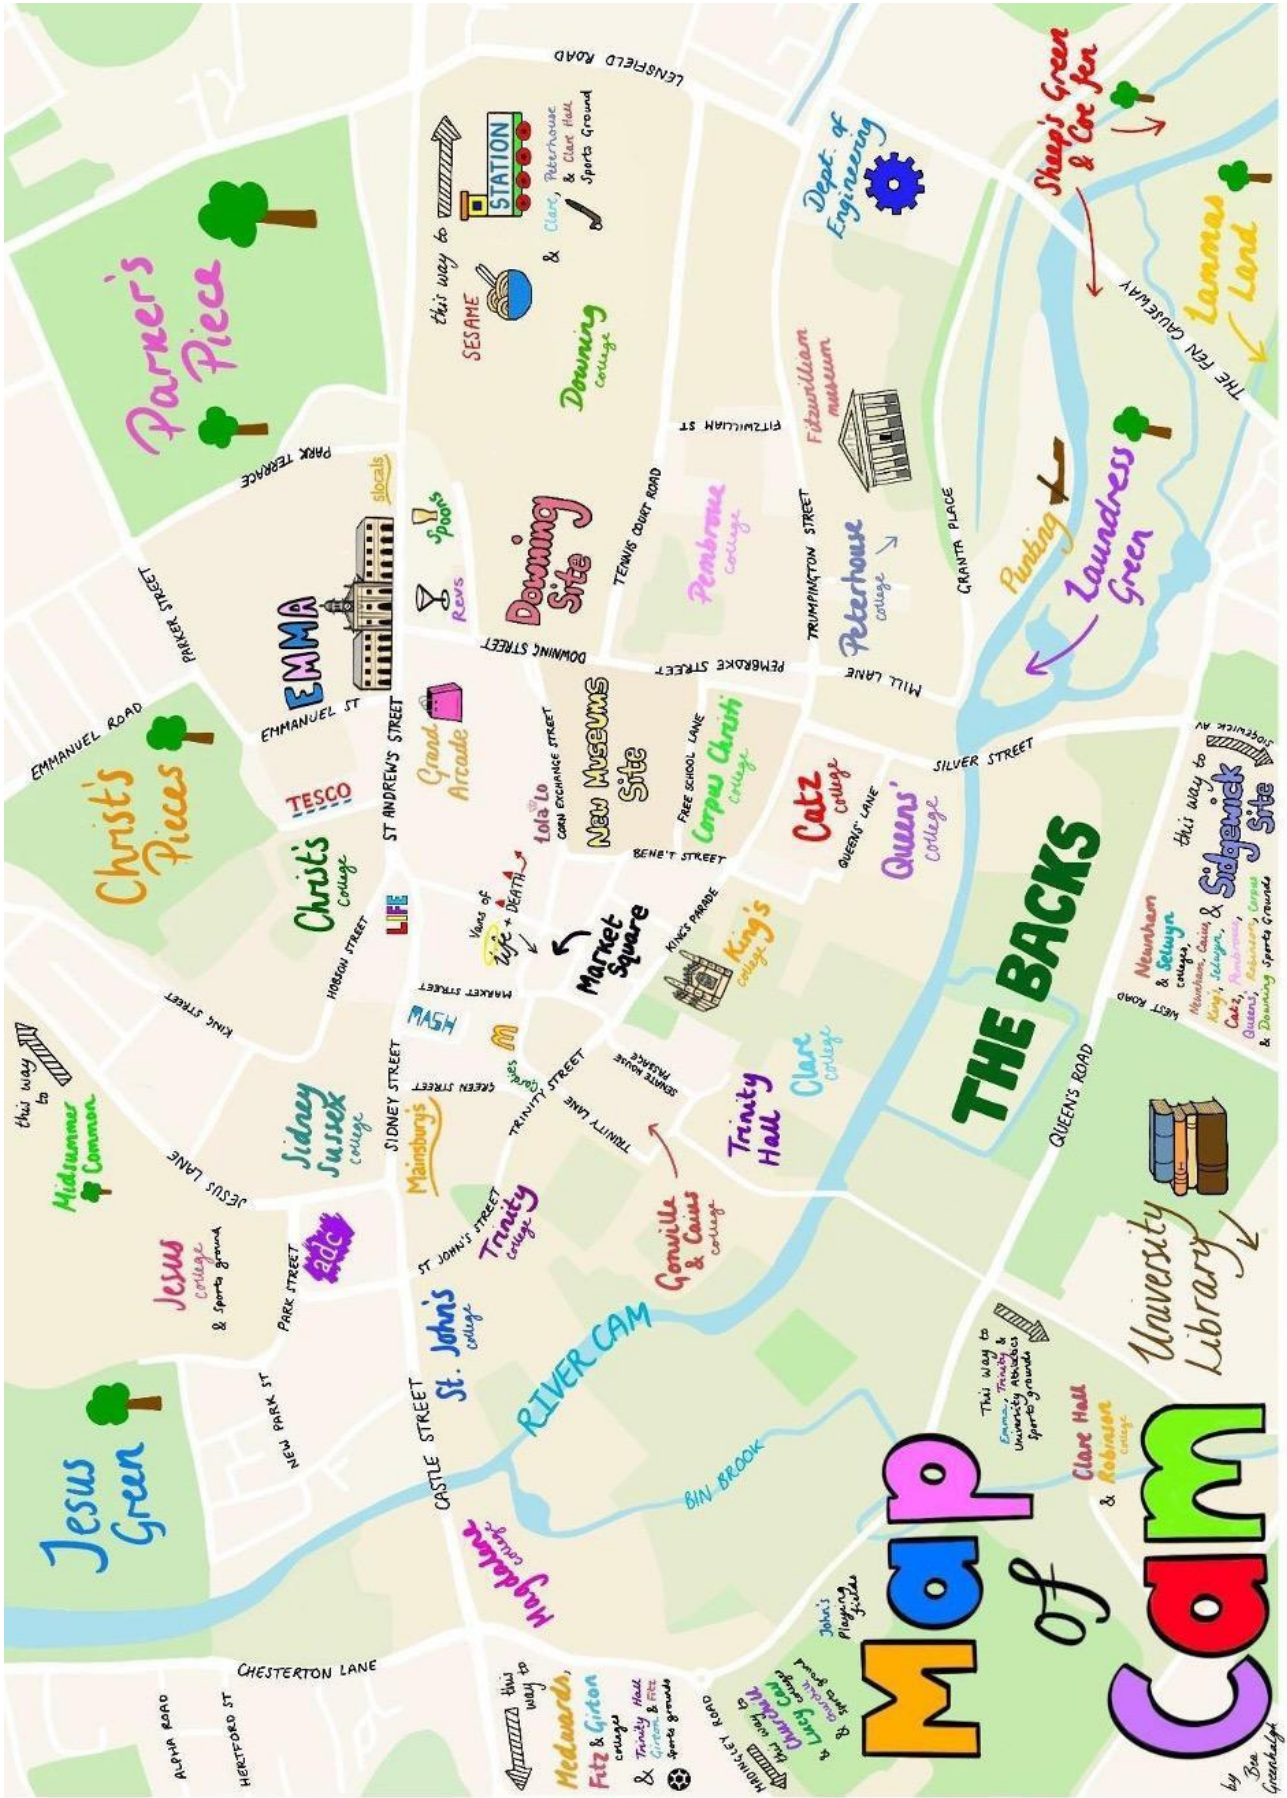 Map
of
Cam
by
Bea
Greenhalgh
LENSFIELD ROAD
Parker's
Piece
PARK TERRACE
PARKER STREET
EMMANUEL ROAD
EMMANUEL ST
this way to
STATION
SESAME
&
Clare, Peterhouse
& Clare Hall
Sports Ground
Downing
college
Dept. of
Engineering
Sheep's Green
& Coe fen
Lammas
Land
THE FEN CAUSEWAY
Fitzwilliam
museum
FITZWILLIAM ST
slocals
Spoons
Revs
EMMA
Downing
Site
TENNIS COURT ROAD
Pembroke
college
TRUMPINGTON STREET
Peterhouse
college
GRANTA PLACE
Punting
Laundress
Green
DOWNING STREET
PEMBROKE STREET
MILL LANE
Christ's
Pieces
TESCO
ST ANDREW'S STREET
Grand
Arcade
Lola Lo
CORN EXCHANGE STREET
New Museums
Site
FREE SCHOOL LANE
Corpus Christi
college
Catz
college
QUEENS' LANE
Queens'
college
SILVER STREET
SIDGEWICK AV
this way to
Sidgewick
Site
Newnham
& Selwyn
colleges,
Newnham, Caius, &
King's, Selwyn,
Catz, Pembroke,
Queens', Robinson, Corpus
& Downing Sports Grounds
WEST ROAD
Christ's
college
LIFE
Vans of
life + DEATH
BENE'T STREET
KING'S PARADE
King's
college
Market
Square
MARKET STREET
HOBSON STREET
KING STREET
WASH
M
Gardies
GREEN STREET
SIDNEY STREET
TRINITY STREET
SENATE HOUSE
PASSAGE
TRINITY LANE
Trinity
Hall
Clare
college
THE BACKS
QUEEN'S ROAD
this way
to
Midsummer
Common
JESUS LANE
Sidney
Sussex
college
Mainsbury's
Jesus
college
& Sports ground
PARK STREET
adc
ST JOHN'S STREET
Trinity
college
Gonville
& Caius
college
University
Library
St. John's
college
RIVER CAM
This way to
Emma, Trinity &
University Athletics
Sports grounds
Clare Hall
& Robinson
college
Jesus
Green
NEW PARK ST
CASTLE STREET
BIN BROOK
Magdalene
college
John's
Playing
fields
CHESTERTON LANE
ALPHA ROAD
HERTFORD ST
this
way to
Medwards,
Fitz & Girton
colleges
& Trinity Hall
Girton & Fitz
Sports grounds
MADINGLEY ROAD
this way to
Churchill
& Lucy Cav
colleges
& Churchill
Sports ground